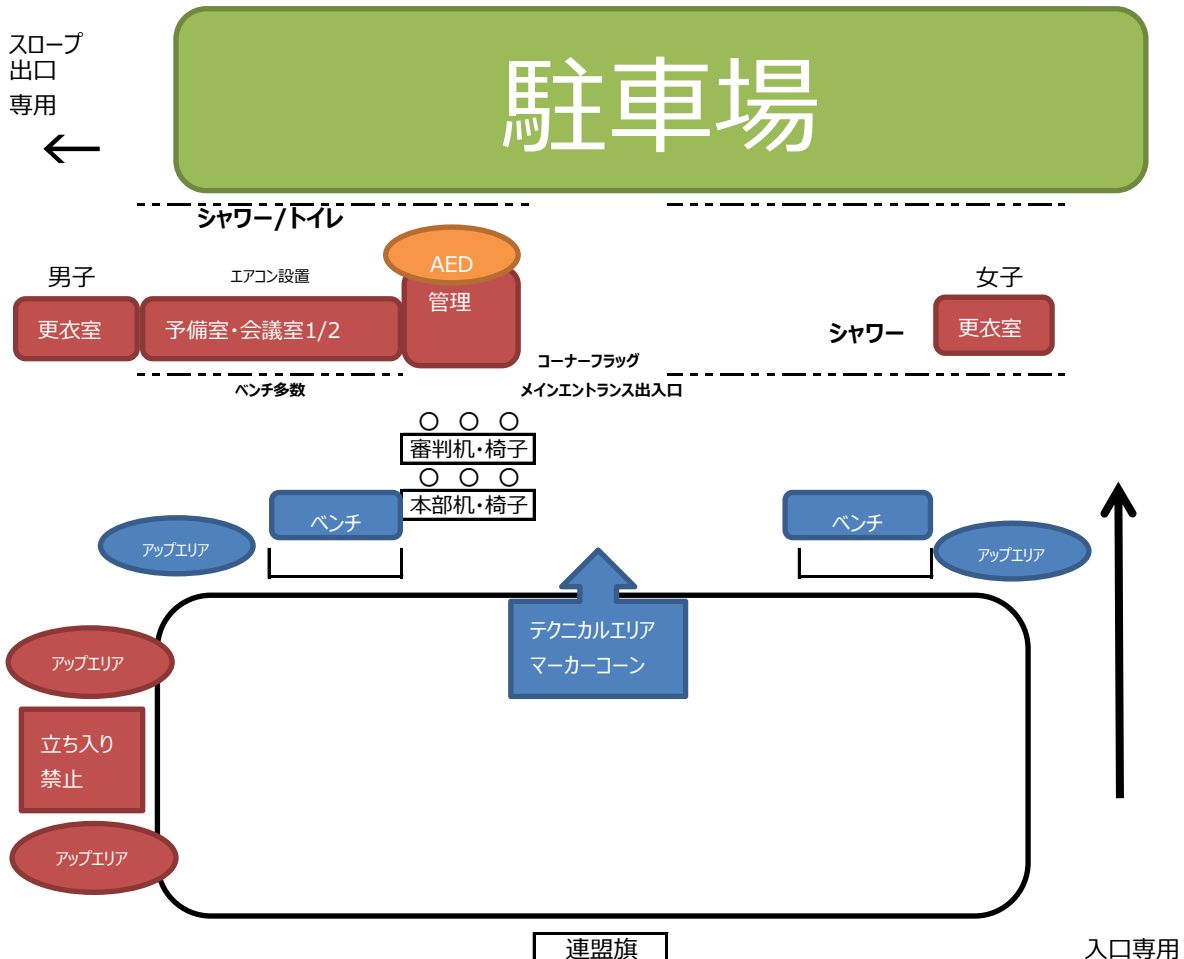 スロープ
出口
専用
←
駐車場
シャワー/トイレ
AED
管理
男子
エアコン設置
女子
更衣室
予備室・会議室1/2
シャワー
更衣室
コーナーフラッグ
ベンチ多数
メインエントランス出入口
○ ○ ○
審判机・椅子
○ ○ ○
本部机・椅子
ベンチ
ベンチ
アップエリア
アップエリア
テクニカルエリア
マーカーコーン
アップエリア
立ち入り
禁止
アップエリア
連盟旗
入口専用